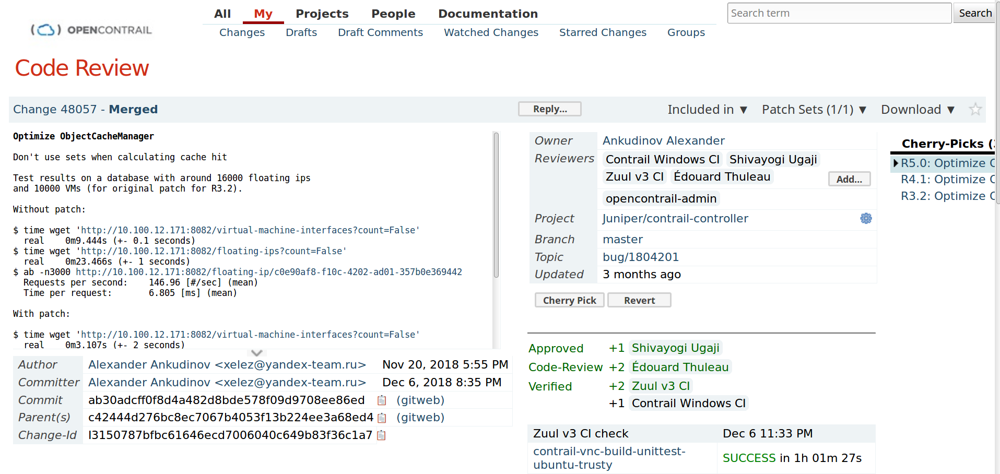 All My Projects People Documentation
Search term Search
OPENCONTRAIL
Changes Drafts Draft Comments Watched Changes Starred Changes Groups
Code Review
Change 48057 - Merged
Reply...
Included in ▼ Patch Sets (1/1) ▼ Download ▼
Optimize ObjectCacheManager
Don't use sets when calculating cache hit
Test results on a database with around 16000 floating ips
and 10000 VMs (for original patch for R3.2).
Without patch:
$ time wget 'http://10.100.12.171:8082/virtual-machine-interfaces?count=False'
real 0m9.444s (+- 0.1 seconds)
$ time wget 'http://10.100.12.171:8082/floating-ips?count=False'
real 0m23.466s (+- 1 seconds)
$ ab -n3000 http://10.100.12.171:8082/floating-ip/c0e90af8-f10c-4202-ad01-357b0e369442
Requests per second: 146.96 [#/sec] (mean)
Time per request: 6.805 [ms] (mean)
With patch:
$ time wget 'http://10.100.12.171:8082/virtual-machine-interfaces?count=False'
real 0m3.107s (+- 2 seconds)
Author Alexander Ankudinov <xelez@yandex-team.ru> Nov 20, 2018 5:55 PM
Committer Alexander Ankudinov <xelez@yandex-team.ru> Dec 6, 2018 8:35 PM
Commit ab30adcff0f8d4a482d8bde578f09d9708ee86ed (gitweb)
Parent(s) c42444d276bc8ec7067b4053f13b224ee3a68ed4 (gitweb)
Change-Id I3150787bfbc61646ecd7006040c649b83f36c1a7
Owner Ankudinov Alexander
Reviewers Contrail Windows CI Shivayogi Ugaji
Zuul v3 CI Édouard Thuleau Add...
opencontrail-admin
Project Juniper/contrail-controller
Branch master
Topic bug/1804201
Updated 3 months ago
Cherry Pick Revert
Approved +1 Shivayogi Ugaji
Code-Review +2 Édouard Thuleau
Verified +2 Zuul v3 CI
+1 Contrail Windows CI
Zuul v3 CI check Dec 6 11:33 PM
contrail-vnc-build-unittest-
ubuntu-trusty
SUCCESS in 1h 01m 27s
Cherry-Picks (
R5.0: Optimize
R4.1: Optimize
R3.2: Optimize